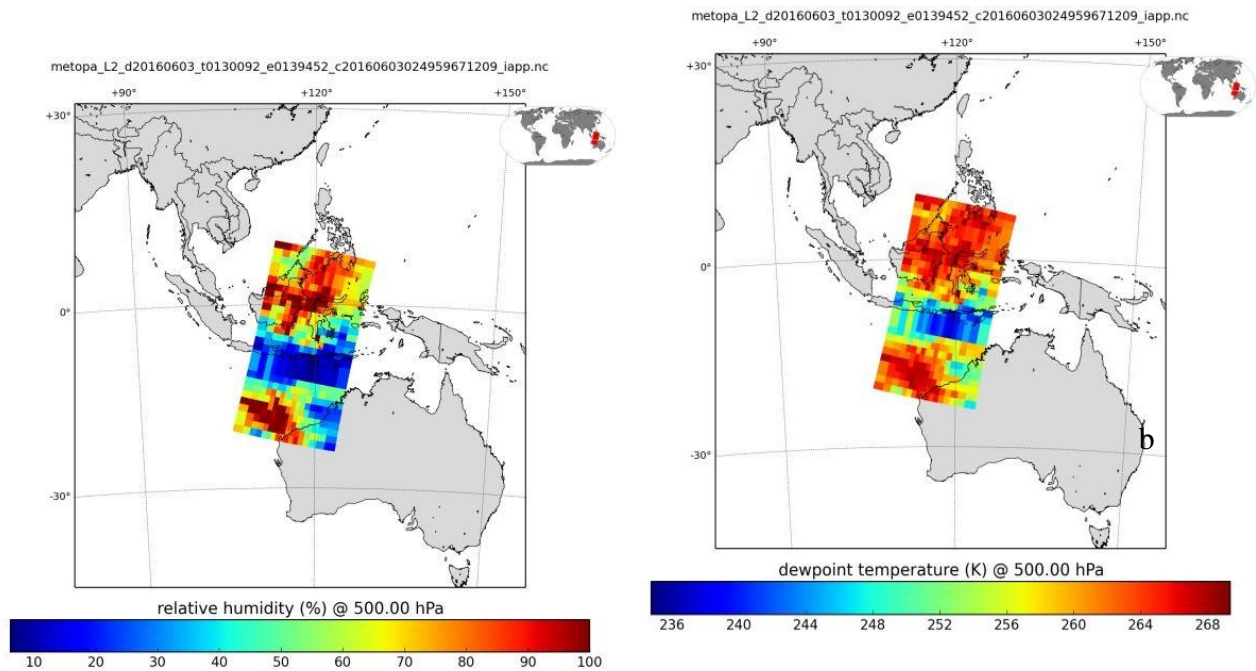 metopa_L2_d20160603_t0130092_e0139452_c20160603024959671209_iapp.nc
+90° +120° +150°
+30°
0°
-30°
relative humidity (%) @ 500.00 hPa
10 20 30 40 50 60 70 80 90 100
metopa_L2_d20160603_t0130092_e0139452_c20160603024959671209_iapp.nc
+90° +120° +150°
+30°
0°
-30°
b
dewpoint temperature (K) @ 500.00 hPa
236 240 244 248 252 256 260 264 268